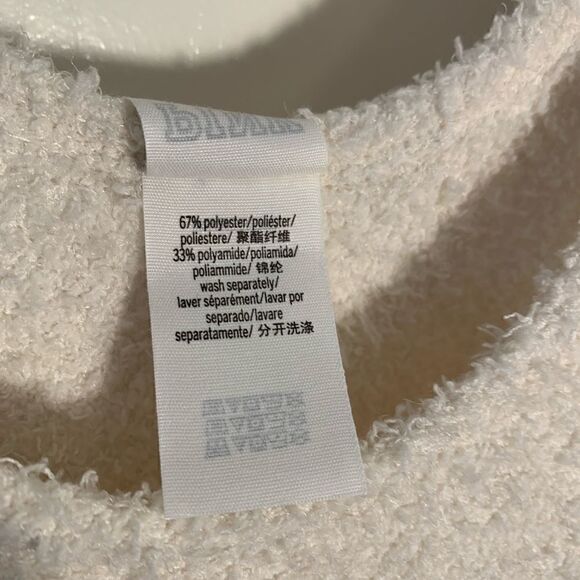 67% polyester/poliéster/
poliestere/ 聚酯纤维
33% polyamide/poliamida/
poliammide/ 锦纶
wash separately/
laver séparément/lavar por
separado/lavare
separatamente/ 分开洗涤